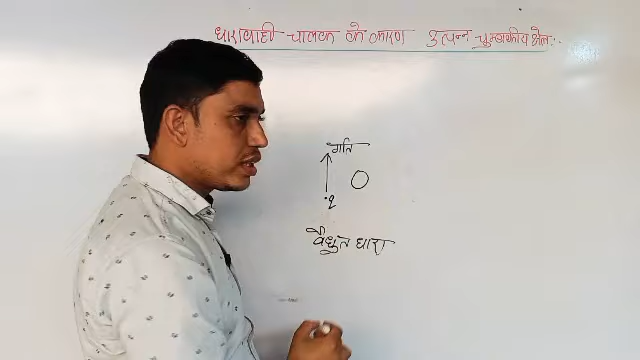 धारावाही चालक के कारण उत्पन्न चुम्बकीय क्षेत्र:-
गति
q
वैधुत धारा